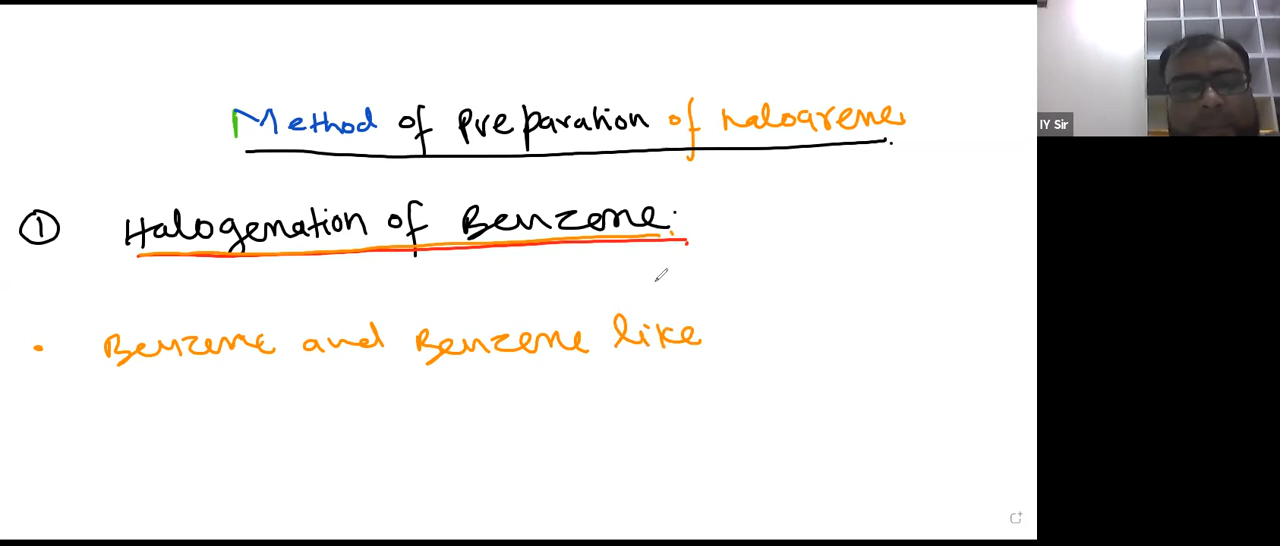 Method of Preparation of haloarenes
IY Sir
① Halogenation of Benzene:
• Benzene and Benzene like